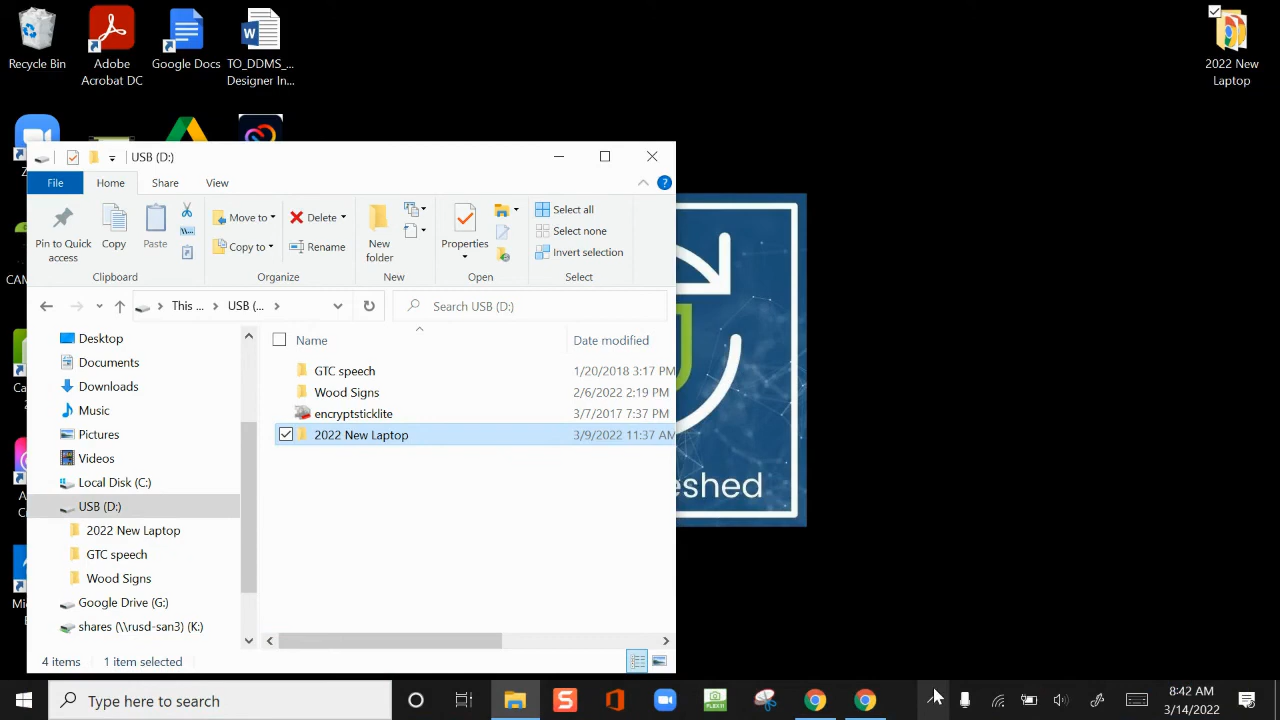 Recycle Bin
Adobe
Acrobat DC
Google Docs
TO_DDMS_...
Designer In...
2022 New
Laptop
USB (D:)
File
Home
Share
View
Pin to Quick
access
Copy
Paste
Clipboard
Move to
Copy to
Delete
Rename
Organize
New
folder
New
Properties
Open
Select all
Select none
Invert selection
Select
This ...
USB (...
Search USB (D:)
Desktop
Documents
Downloads
Music
Pictures
Videos
Local Disk (C:)
USB (D:)
2022 New Laptop
GTC speech
Wood Signs
Google Drive (G:)
shares (\\rusd-san3) (K:)
Name
Date modified
GTC speech
1/20/2018 3:17 PM
Wood Signs
2/6/2022 2:19 PM
encryptsticklite
3/7/2017 7:37 PM
2022 New Laptop
3/9/2022 11:37 AM
4 items
1 item selected
eshed
CAM
Ca
2
A
C
Mic
Type here to search
8:42 AM
3/14/2022